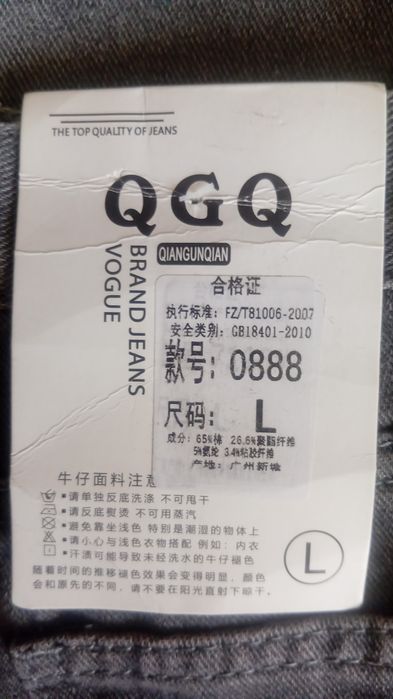 THE TOP QUALITY OF JEANS
QGQ
QIANGUNQIAN
BRAND JEANS
VOGUE
合格证
执行标准：FZ/T81006-2007
安全类别：GB18401-2010
款号：0888
尺码：L
成分：65%棉 26.6%聚酯纤维
5%氨纶 3.4%粘胶纤维
产地：广州新塘
牛仔面料注意
▪请单独反底洗涤 不可甩干
▪请反底熨烫 不可用蒸汽
▪避免靠坐浅色 特别是潮湿的物体上
▪请小心与浅色衣物搭配 例如：内衣
▪汗渍可能导致未经洗水的牛仔褪色
L
随着时间的推移褪色效果会变得明显，颜色
会和原先的不同，请不要在阳光直射下晾干。